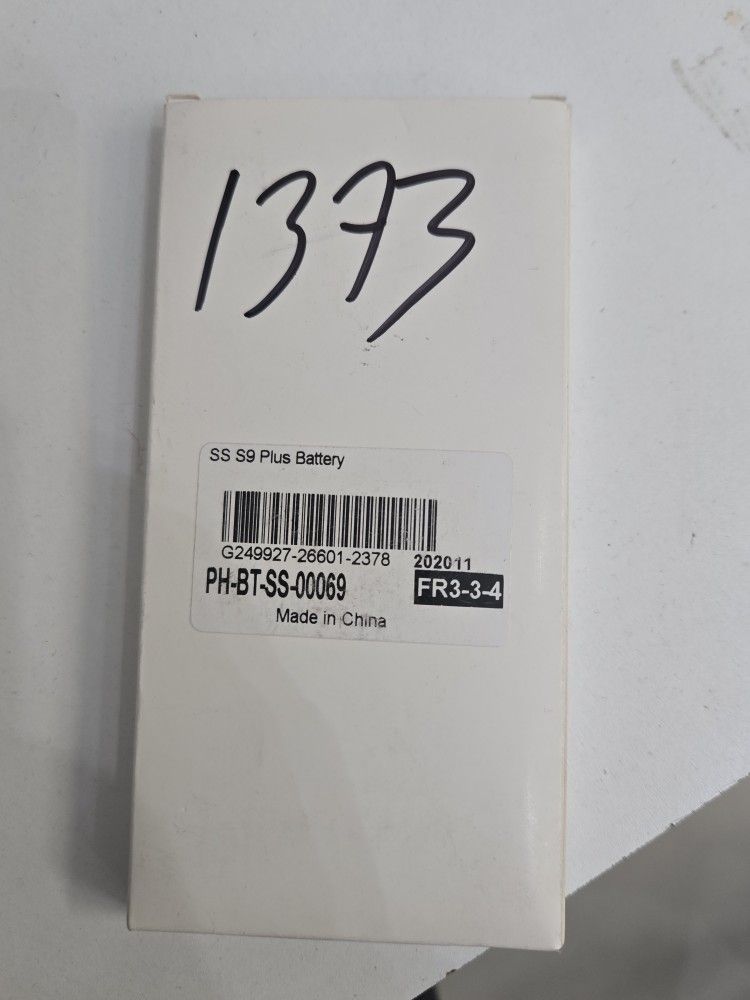 1373
SS S9 Plus Battery
G249927-26601-2378
202011
PH-BT-SS-00069
FR3-3-4
Made in China